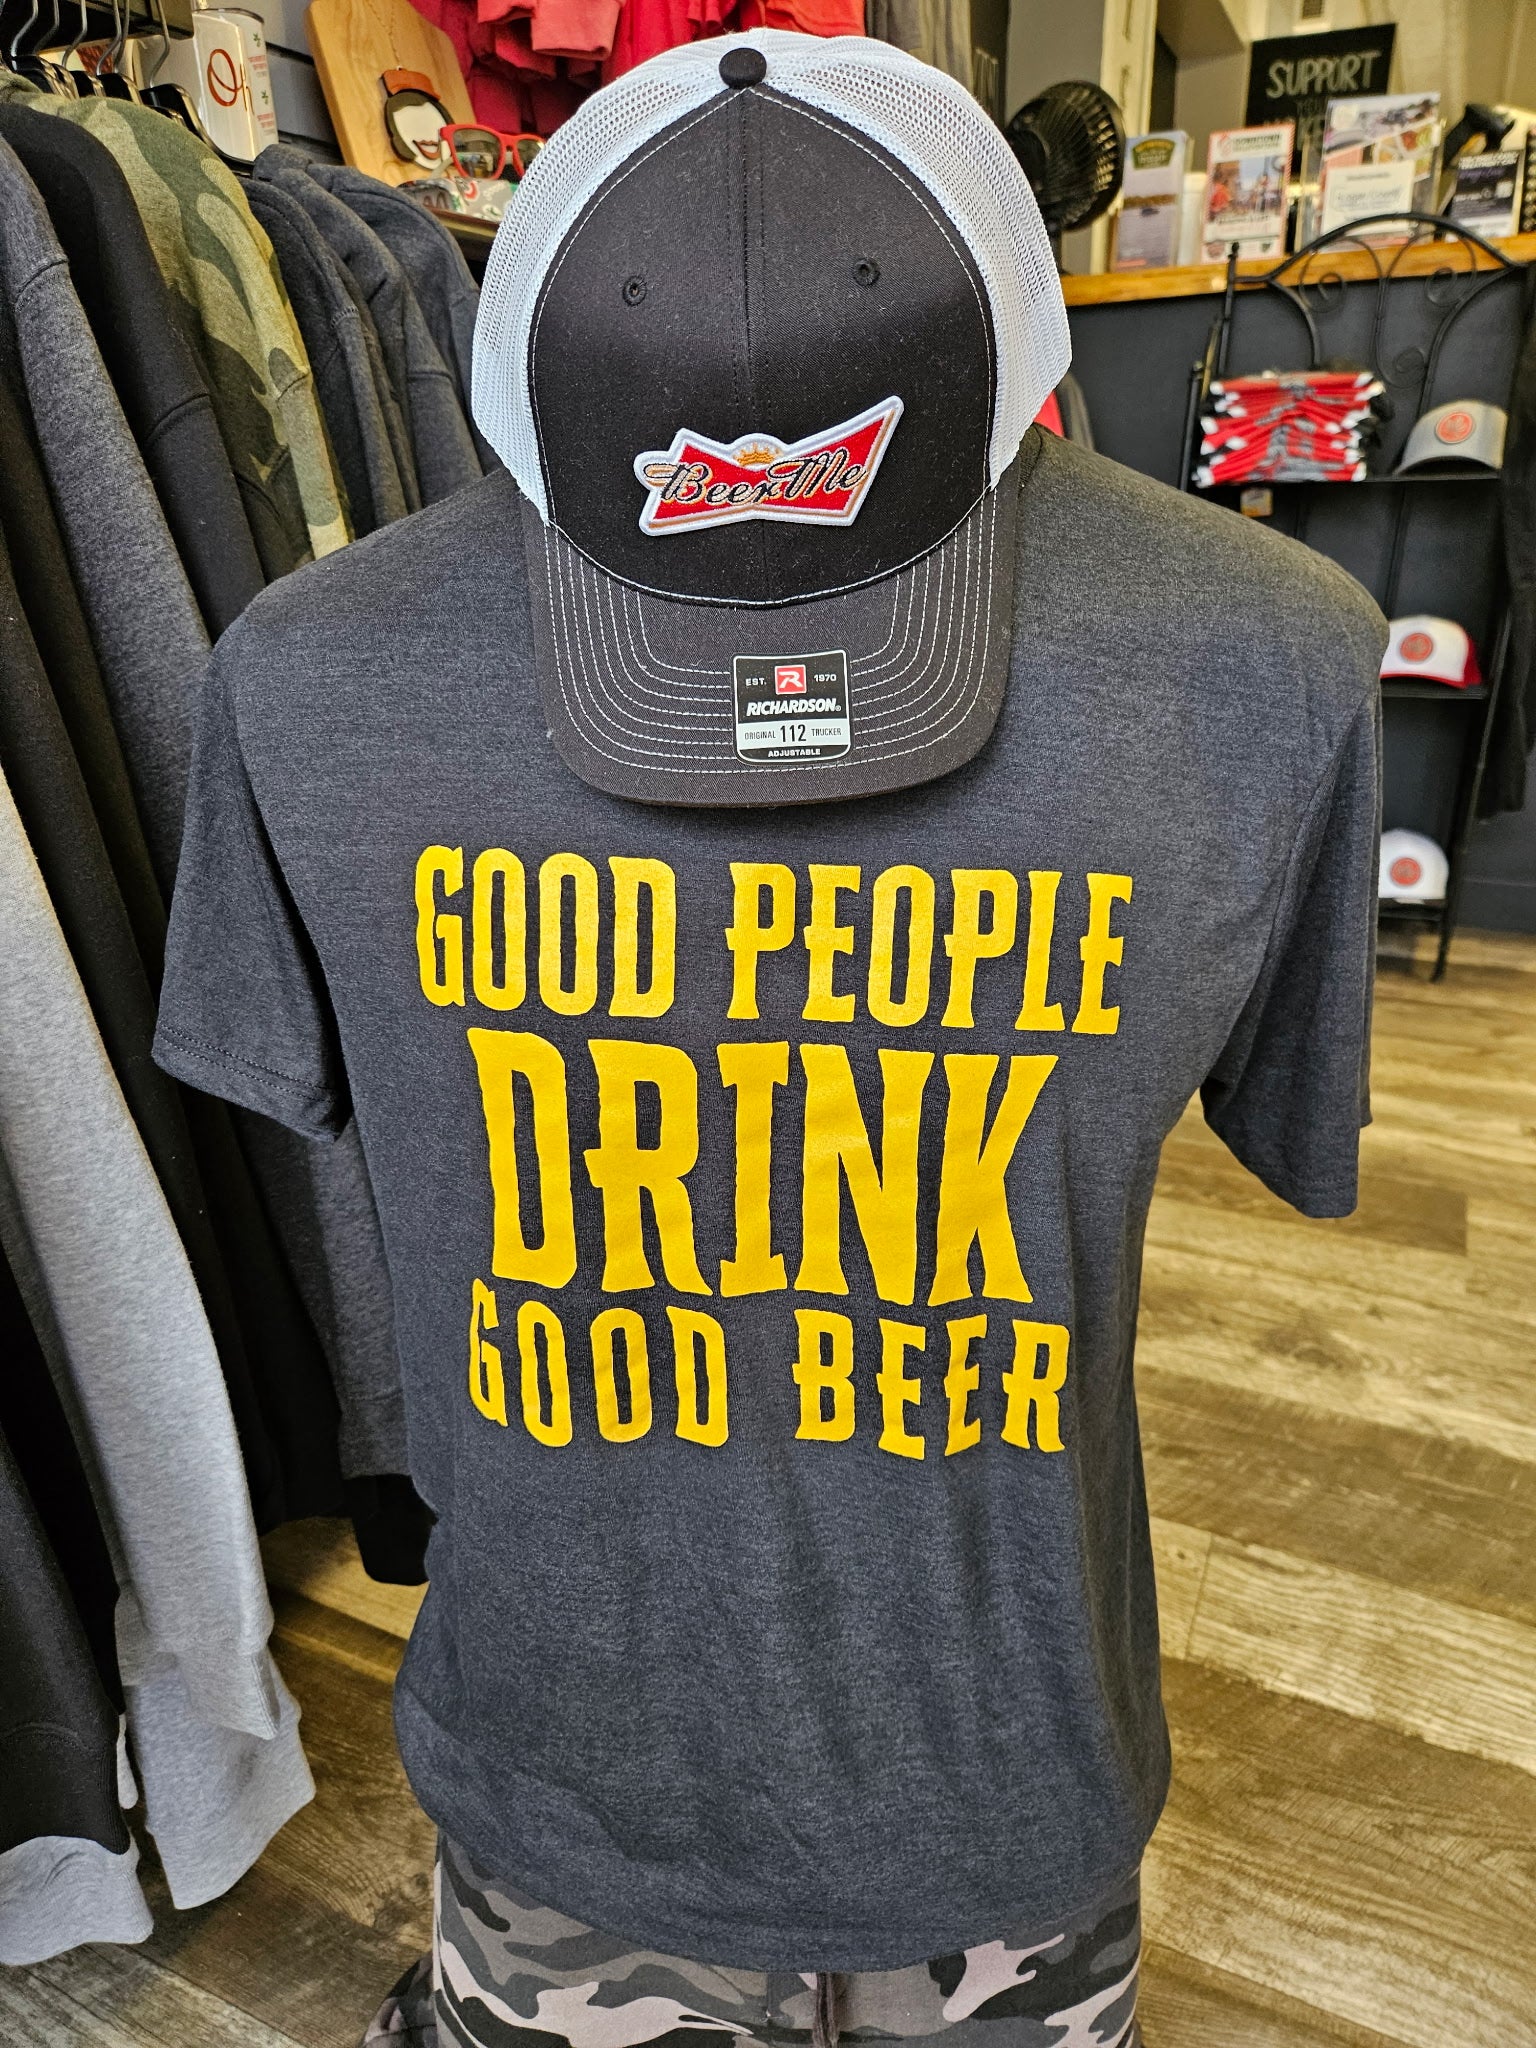 SUPPORT
Beer Me
EST. R 1970
RICHARDSON®
ORIGINAL 112 TRUCKER
ADJUSTABLE
GOOD PEOPLE
DRINK
GOOD BEER